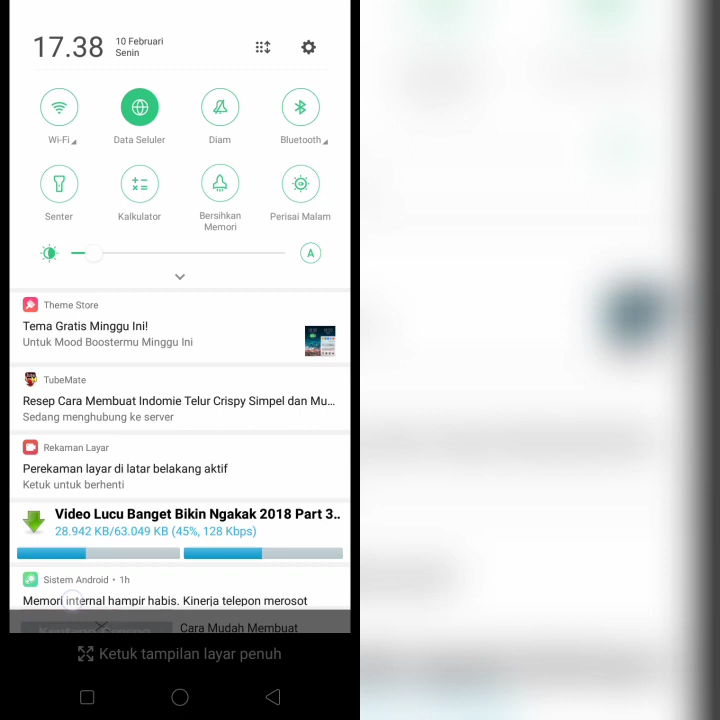 17.38
10 Februari
Senin
Wi-Fi
Data Seluler
Diam
Bluetooth
Senter
Kalkulator
Bersihkan
Memori
Perisai Malam
A
Theme Store
Tema Gratis Minggu Ini!
Untuk Mood Boostermu Minggu Ini
TubeMate
Resep Cara Membuat Indomie Telur Crispy Simpel dan Mu...
Sedang menghubung ke server
Rekaman Layar
Perekaman layar di latar belakang aktif
Ketuk untuk berhenti
Video Lucu Banget Bikin Ngakak 2018 Part 3..
28.942 KB/63.049 KB (45%, 128 Kbps)
Sistem Android • 1h
Memori internal hampir habis. Kinerja telepon merosot
Cara Mudah Membuat
Ketuk tampilan layar penuh